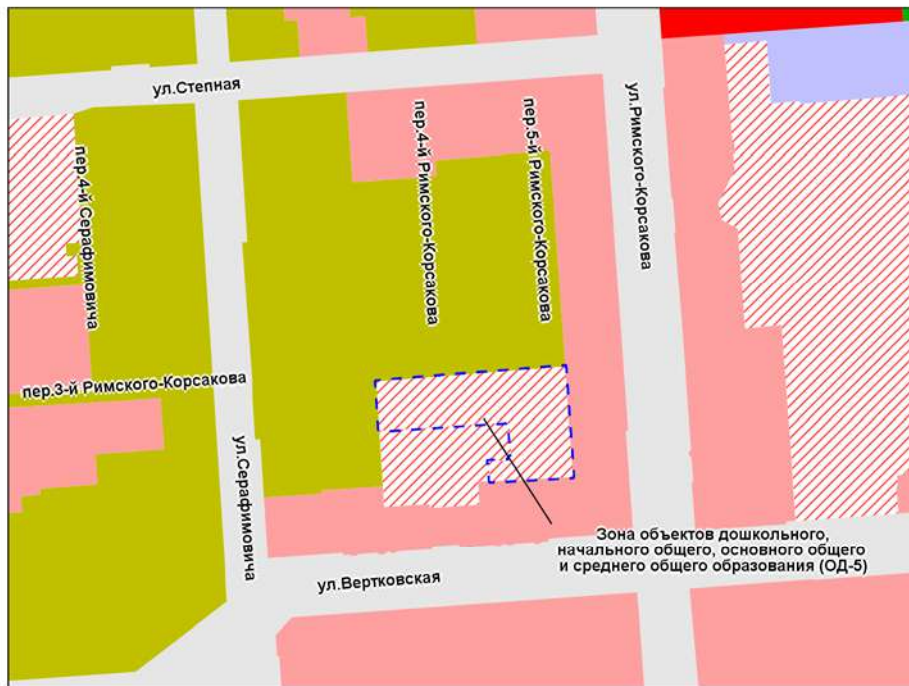 ул.Степная
пер.4-й Серафимовича
пер.4-й Римского-Корсакова
пер.5-й Римского-Корсакова
ул.Римского-Корсакова
пер.3-й Римского-Корсакова
ул.Серафимовича
Зона объектов дошкольного,
начального общего, основного общего
и среднего общего образования (ОД-5)
ул.Вертковская